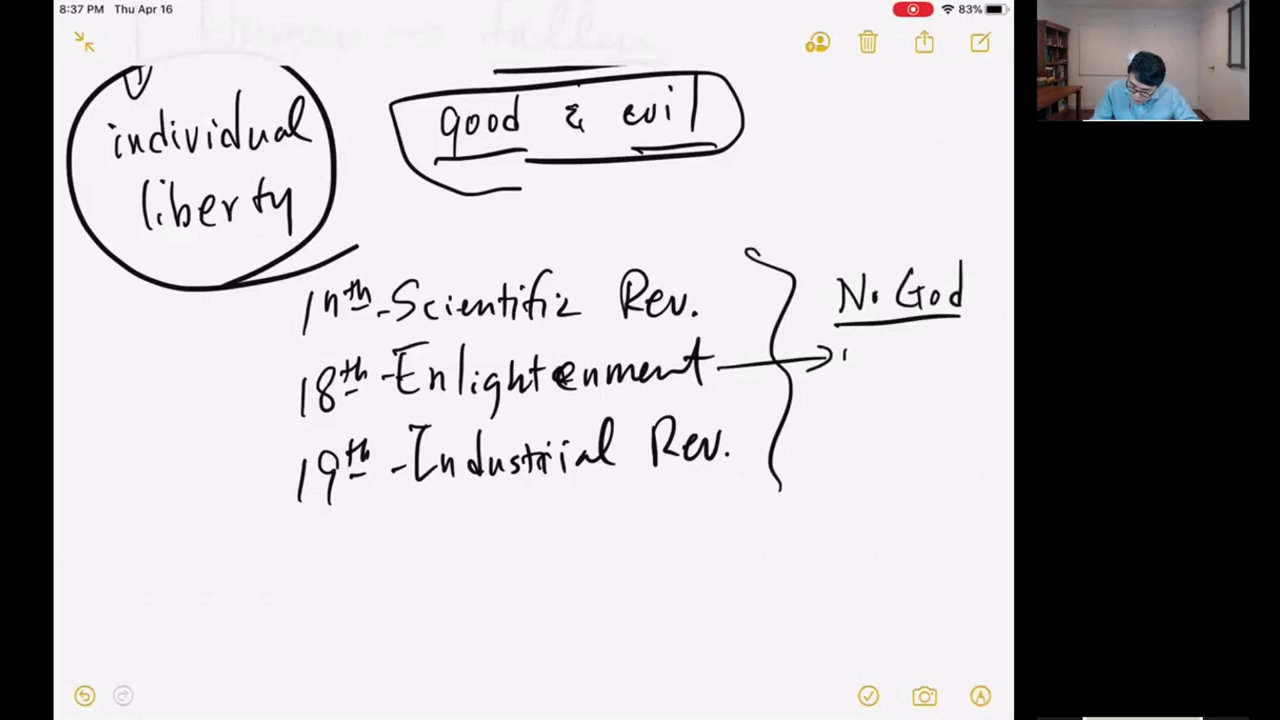 8:37 PM Thu Apr 16
83%
individual
liberty
good & evil
17th - Scientific Rev.
18th - Enlightenment →
19th - Industrial Rev.
No God